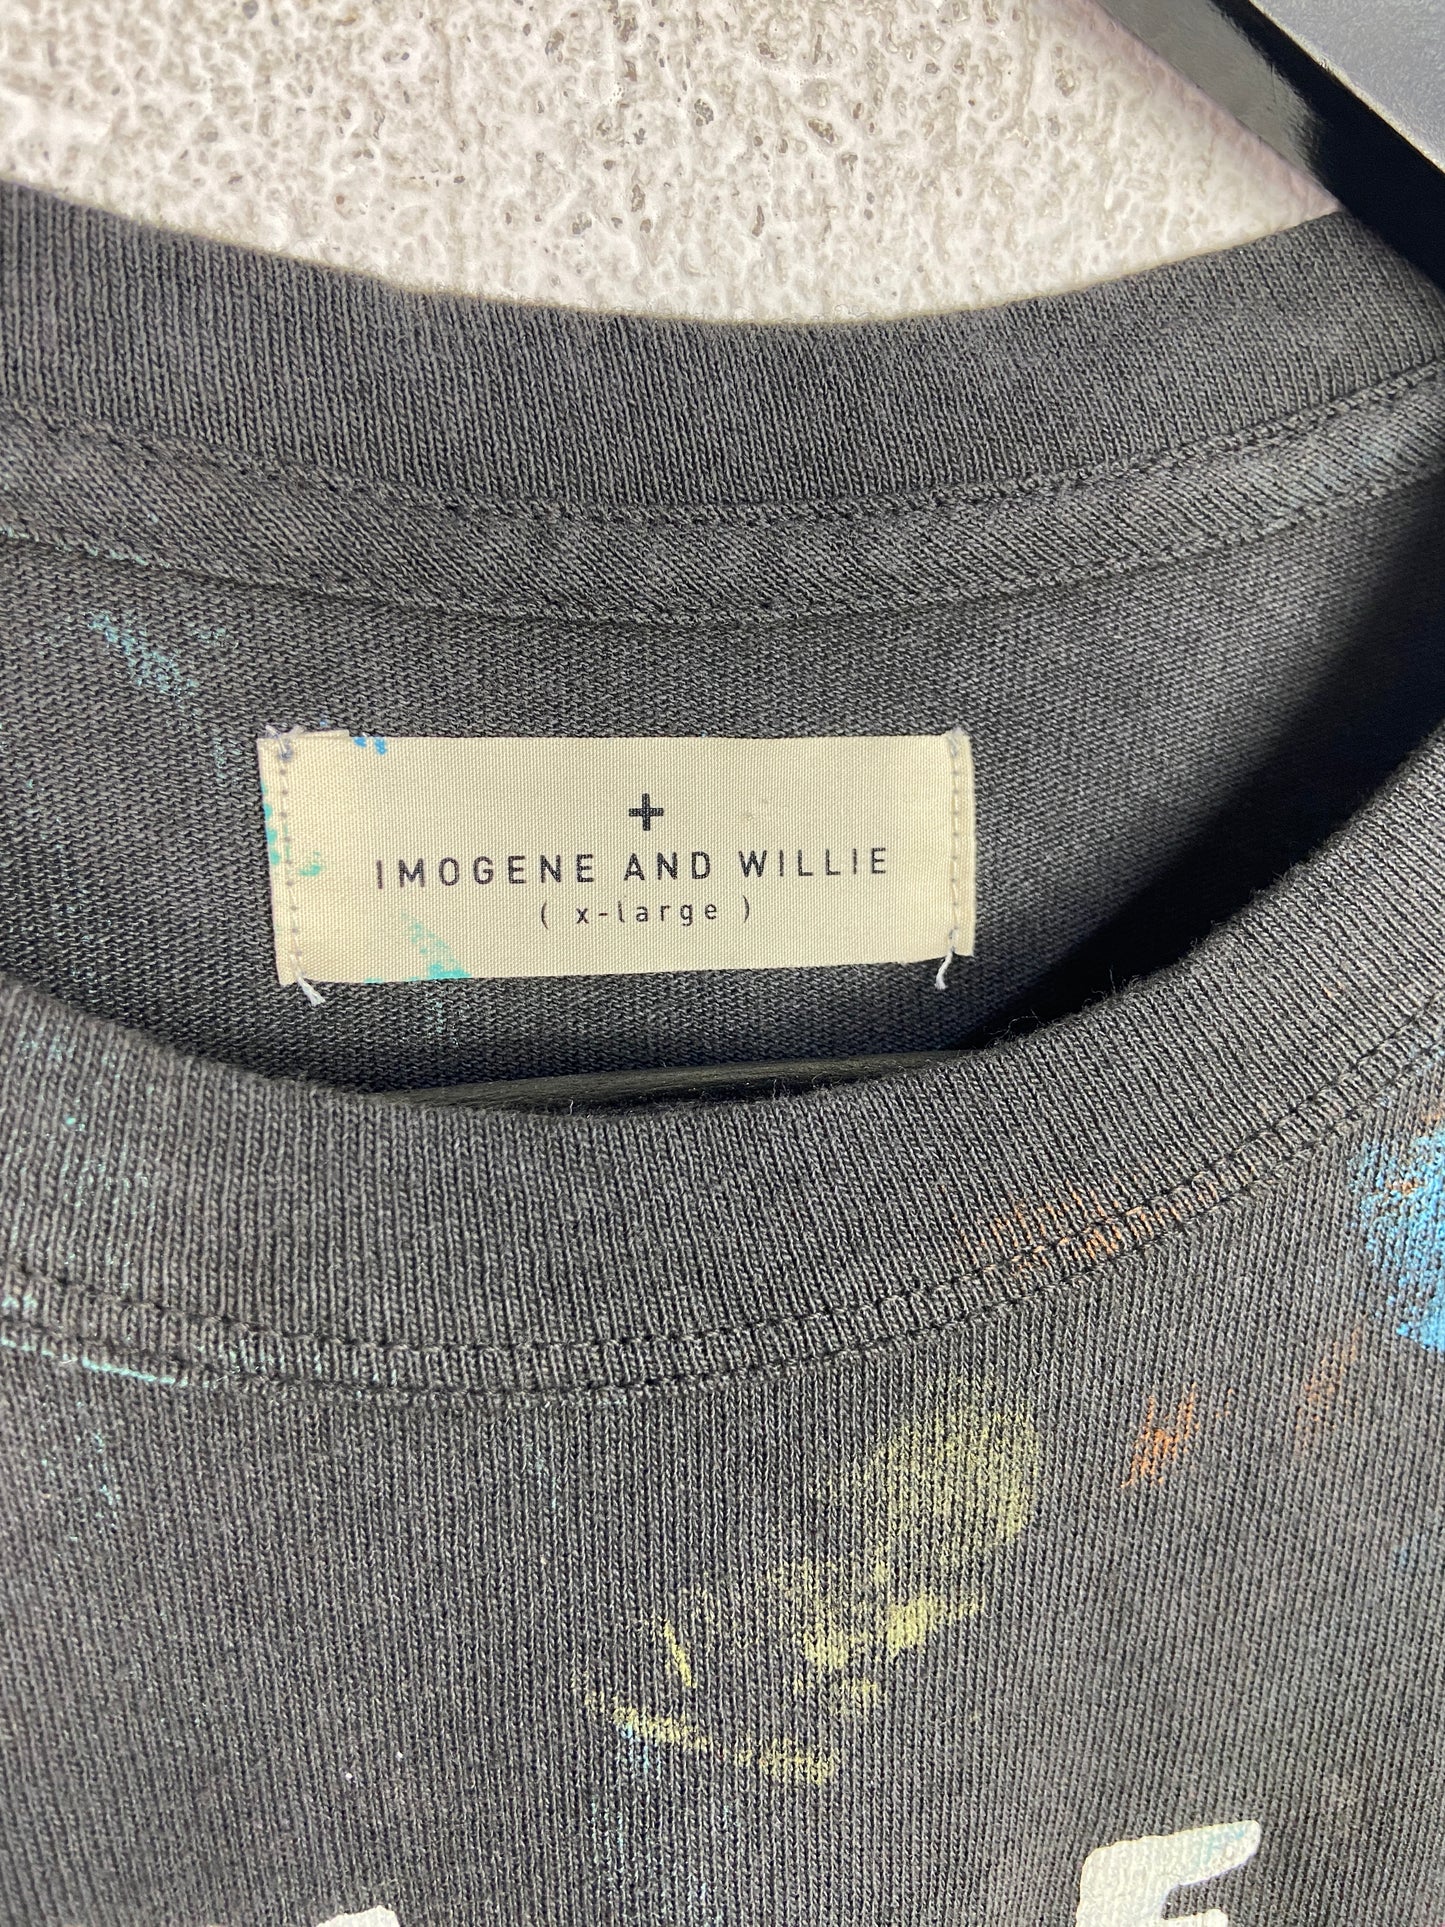 +
IMOGENE AND WILLIE
( x-large )
E